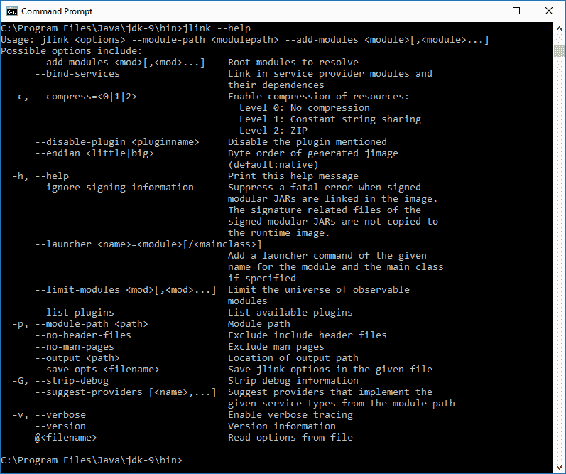 Command Prompt
C:\Program Files\Java\jdk-9\bin>jlink --help
Usage: jlink <options> --module-path <modulepath> --add-modules <module>[,<module>...]
Possible options include:
      --add-modules <mod>[,<mod>...]    Root modules to resolve
      --bind-services                   Link in service provider modules and
                                        their dependences
  -c, --compress=<0|1|2>                Enable compression of resources:
                                          Level 0: No compression
                                          Level 1: Constant string sharing
                                          Level 2: ZIP
      --disable-plugin <pluginname>     Disable the plugin mentioned
      --endian <little|big>             Byte order of generated jimage
                                        (default:native)
  -h, --help                            Print this help message
      --ignore-signing-information      Suppress a fatal error when signed
                                        modular JARs are linked in the image.
                                        The signature related files of the
                                        signed modular JARs are not copied to
                                        the runtime image.
      --launcher <name>=<module>[/<mainclass>]
                                        Add a launcher command of the given
                                        name for the module and the main class
                                        if specified
      --limit-modules <mod>[,<mod>...]  Limit the universe of observable
                                        modules
      --list-plugins                    List available plugins
  -p, --module-path <path>              Module path
      --no-header-files                 Exclude include header files
      --no-man-pages                    Exclude man pages
      --output <path>                   Location of output path
      --save-opts <filename>            Save jlink options in the given file
  -G, --strip-debug                     Strip debug information
      --suggest-providers [<name>,...]  Suggest providers that implement the
                                        given service types from the module path
  -v, --verbose                         Enable verbose tracing
      --version                         Version information
      @<filename>                       Read options from file
C:\Program Files\Java\jdk-9\bin>